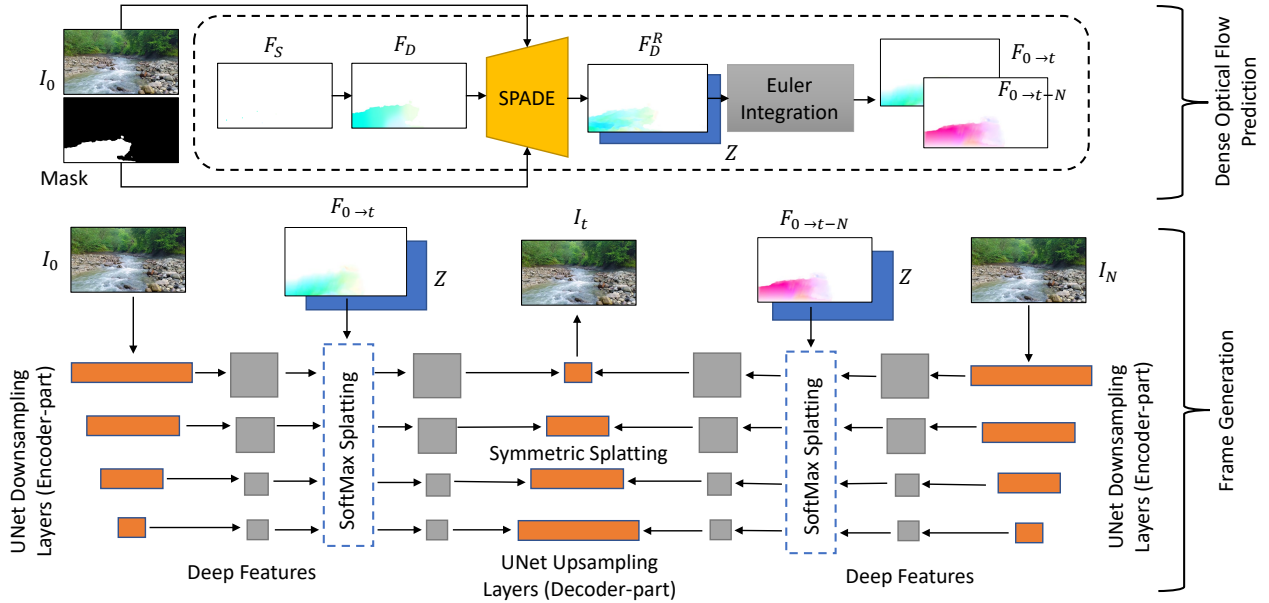 I_0
Mask
F_S
F_D
SPADE
F_D^R
Z
Euler
Integration
F_{0→t}
F_{0→t−N}
Dense Optical Flow
Prediction
I_0
F_{0→t}
Z
I_t
F_{0→t−N}
Z
I_N
UNet Downsampling
Layers (Encoder-part)
SoftMax Splatting
Symmetric Splatting
SoftMax Splatting
UNet Downsampling
Layers (Encoder-part)
Frame Generation
Deep Features
UNet Upsampling
Layers (Decoder-part)
Deep Features